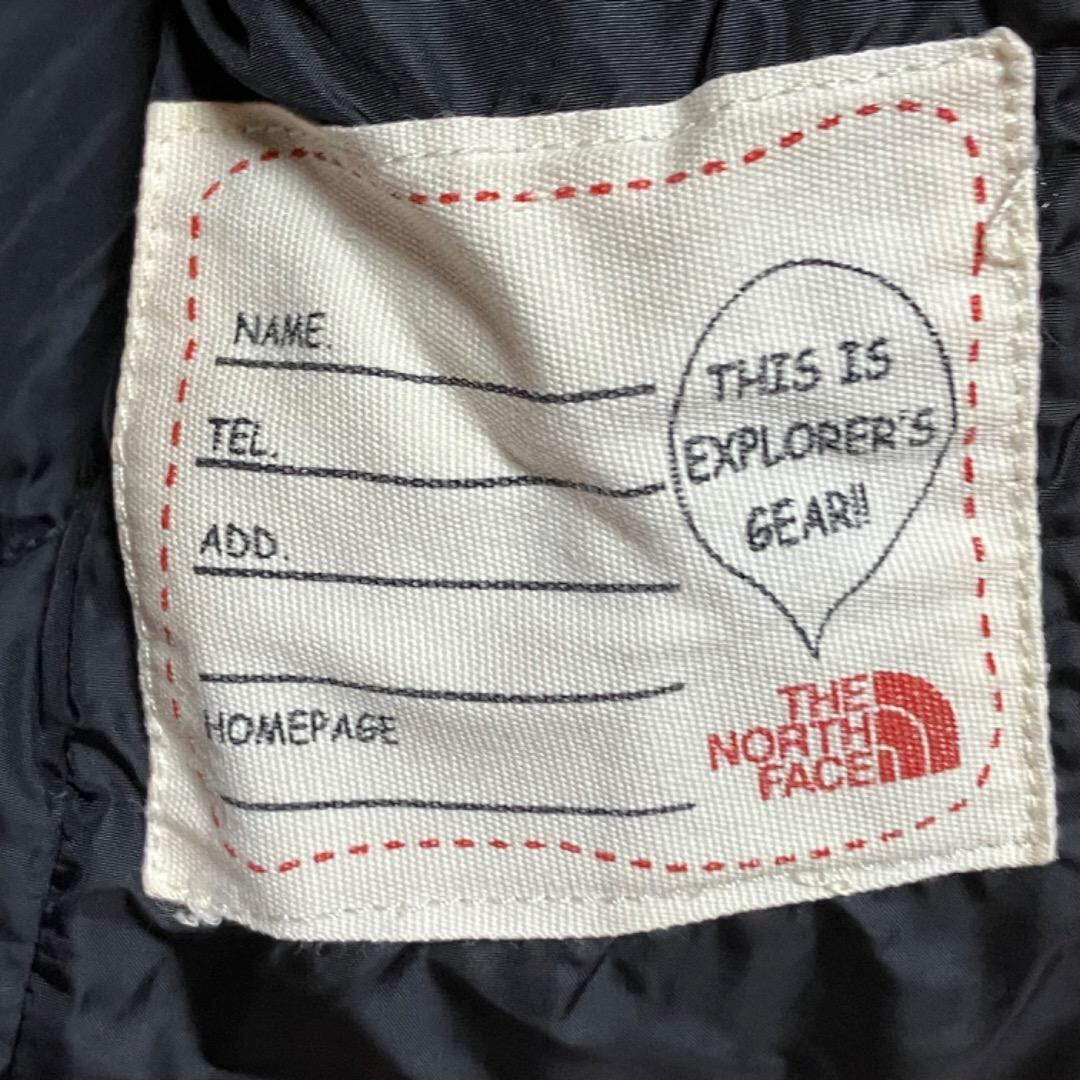 NAME.
TEL.
ADD.
HOMEPAGE
THIS IS
EXPLORER'S
GEAR!!
THE
NORTH
FACE